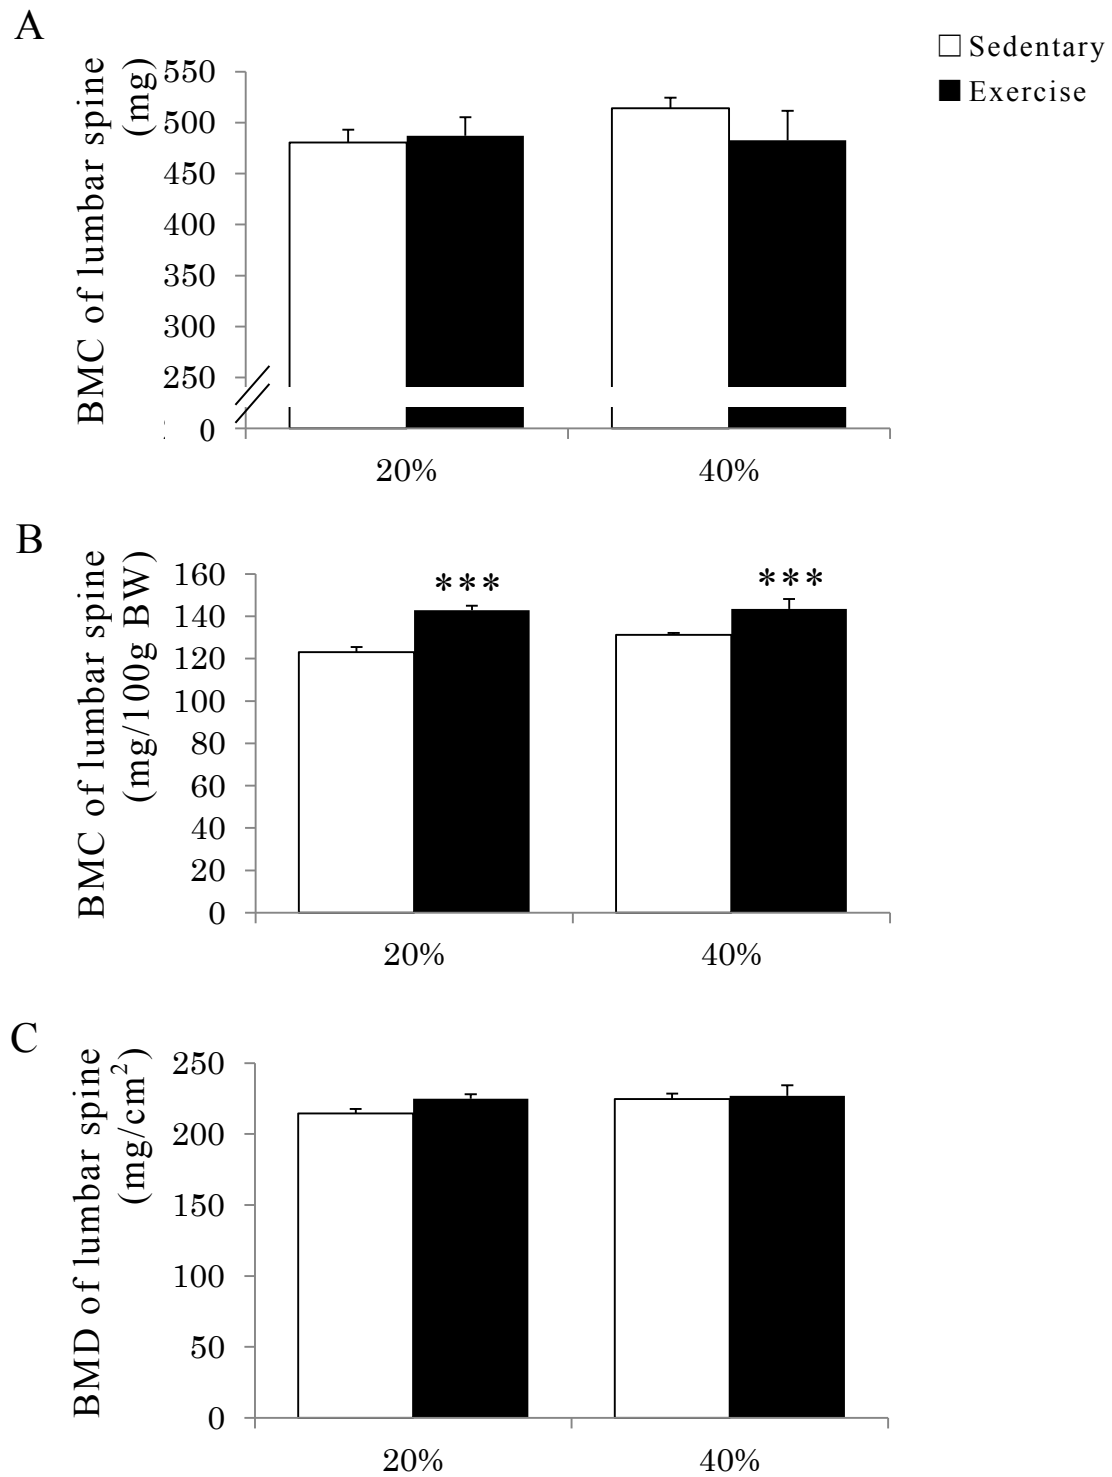 A
Sedentary
Exercise
BMC of lumbar spine
(mg)
550
500
450
400
350
300
250
0
20%
40%
B
BMC of lumbar spine
(mg/100g BW)
160
140
120
100
80
60
40
20
0
***
***
20%
40%
C
BMD of lumbar spine
(mg/cm²)
250
200
150
100
50
0
20%
40%